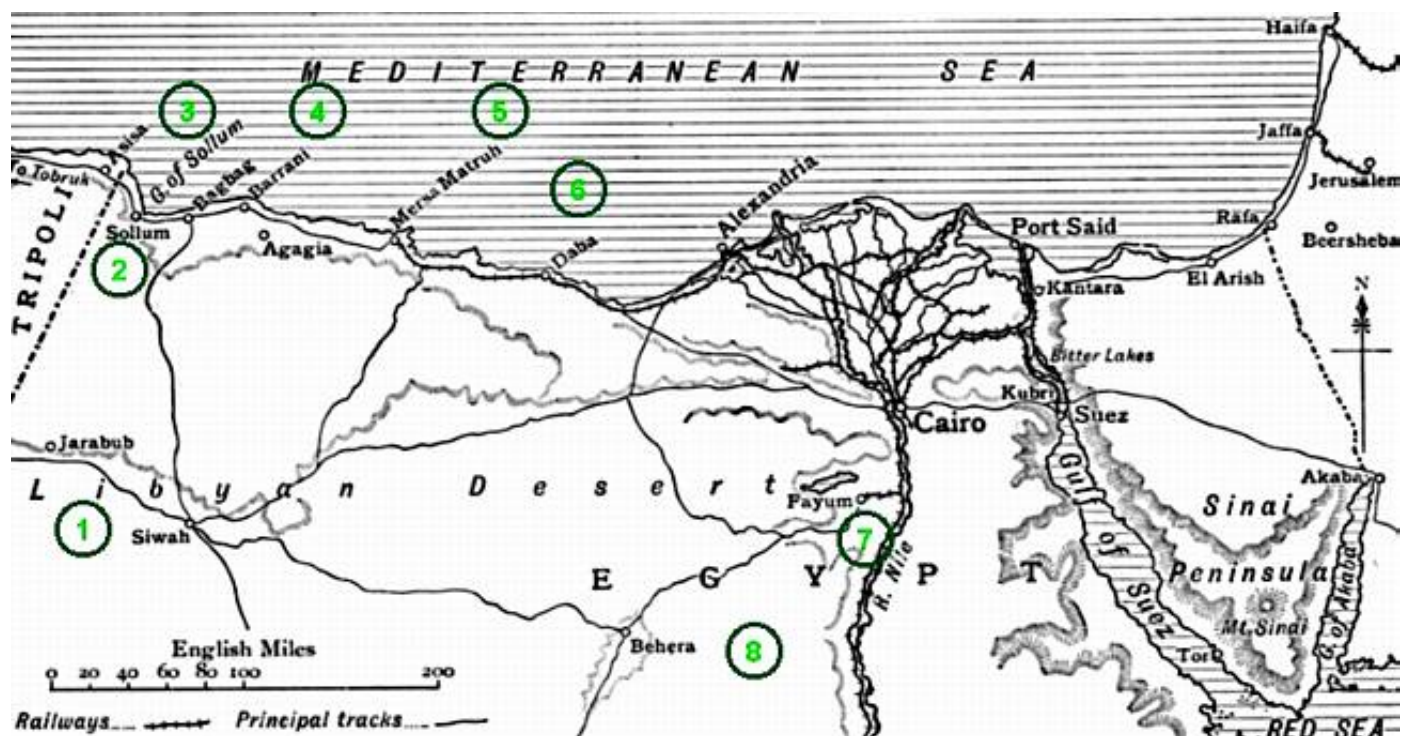 Haifa
MEDITERRANEAN SEA
3
4
5
Jaffa
Asisa
G. of Sollum
Bagbag
Barrani
Mersa Matruh
Alexandria
Tobruk
Jerusalem
6
TRIPOLI
Sollum
Agagia
Daba
Port Said
Rafa
Beersheba
2
El Arish
Kantara
N
Bitter Lakes
Kubri
Suez
Cairo
Jarabub
Libyan Desert
Fayum
Akaba
Sinai
Peninsula
1
Siwah
7
Gulf of Suez
G. of Akaba
EGYPT
R. Nile
Mt. Sinai
Behera
8
Tor
English Miles
0 20 40 60 80 100 200
Railways
Principal tracks
RED SEA